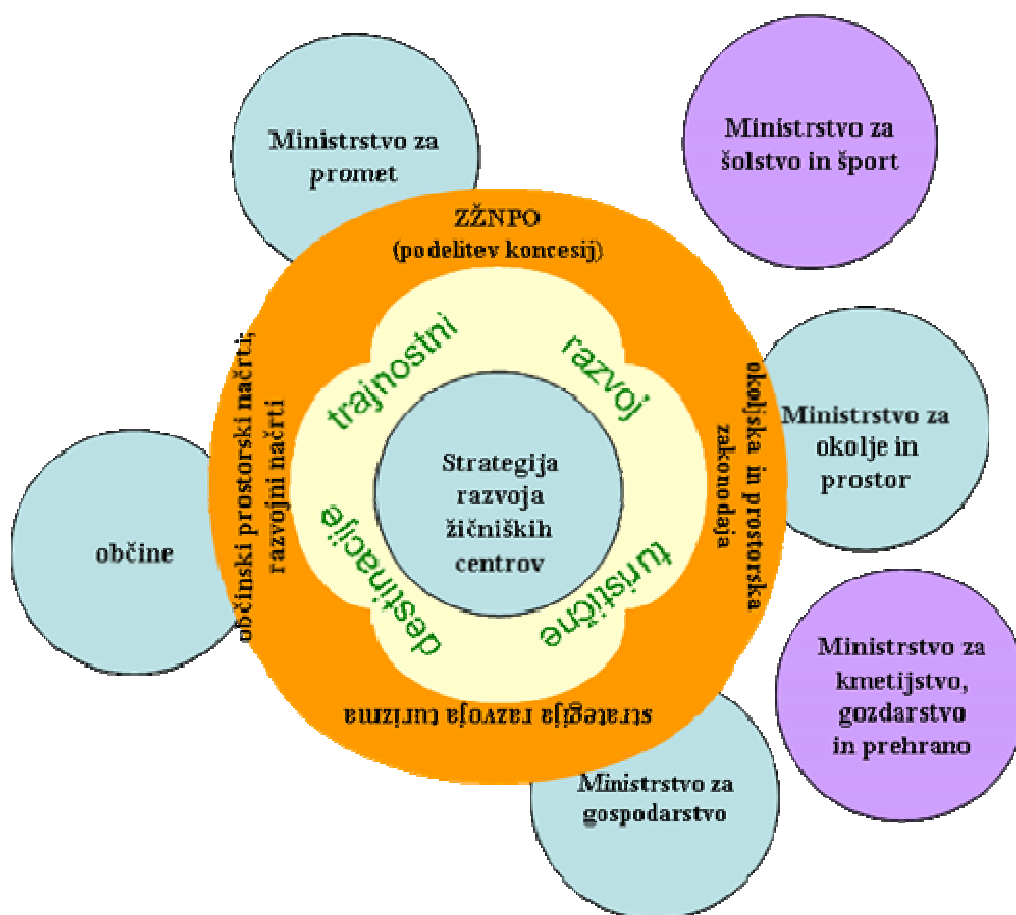 Ministrstvo za
promet
Ministrstvo za
šolstvo in šport
ZŽNPO
(podelitev koncesij)
trajnostni
razvoj
turistične
destinacije
Strategija
razvoja
žičniških
centrov
občinski prostorski načrti,
razvojni načrti
okoljska in prostorska
zakonodaja
strategija razvoja turizma
Ministrstvo za
okolje in
prostor
občine
Ministrstvo za
kmetijstvo,
gozdarstvo
in prehrano
Ministrstvo za
gospodarstvo